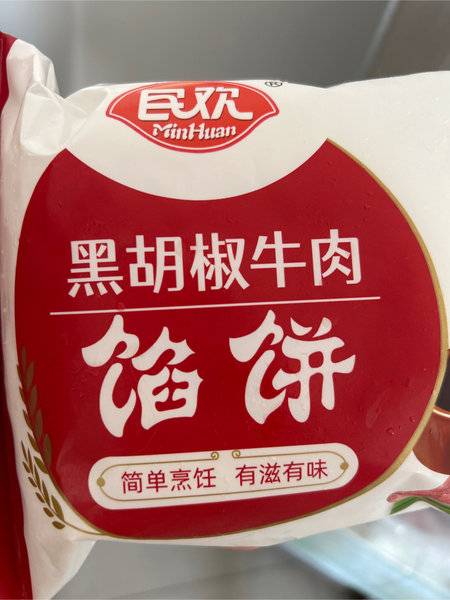 民欢
MinHuan
黑胡椒牛肉
馅饼
简单烹饪 有滋有味